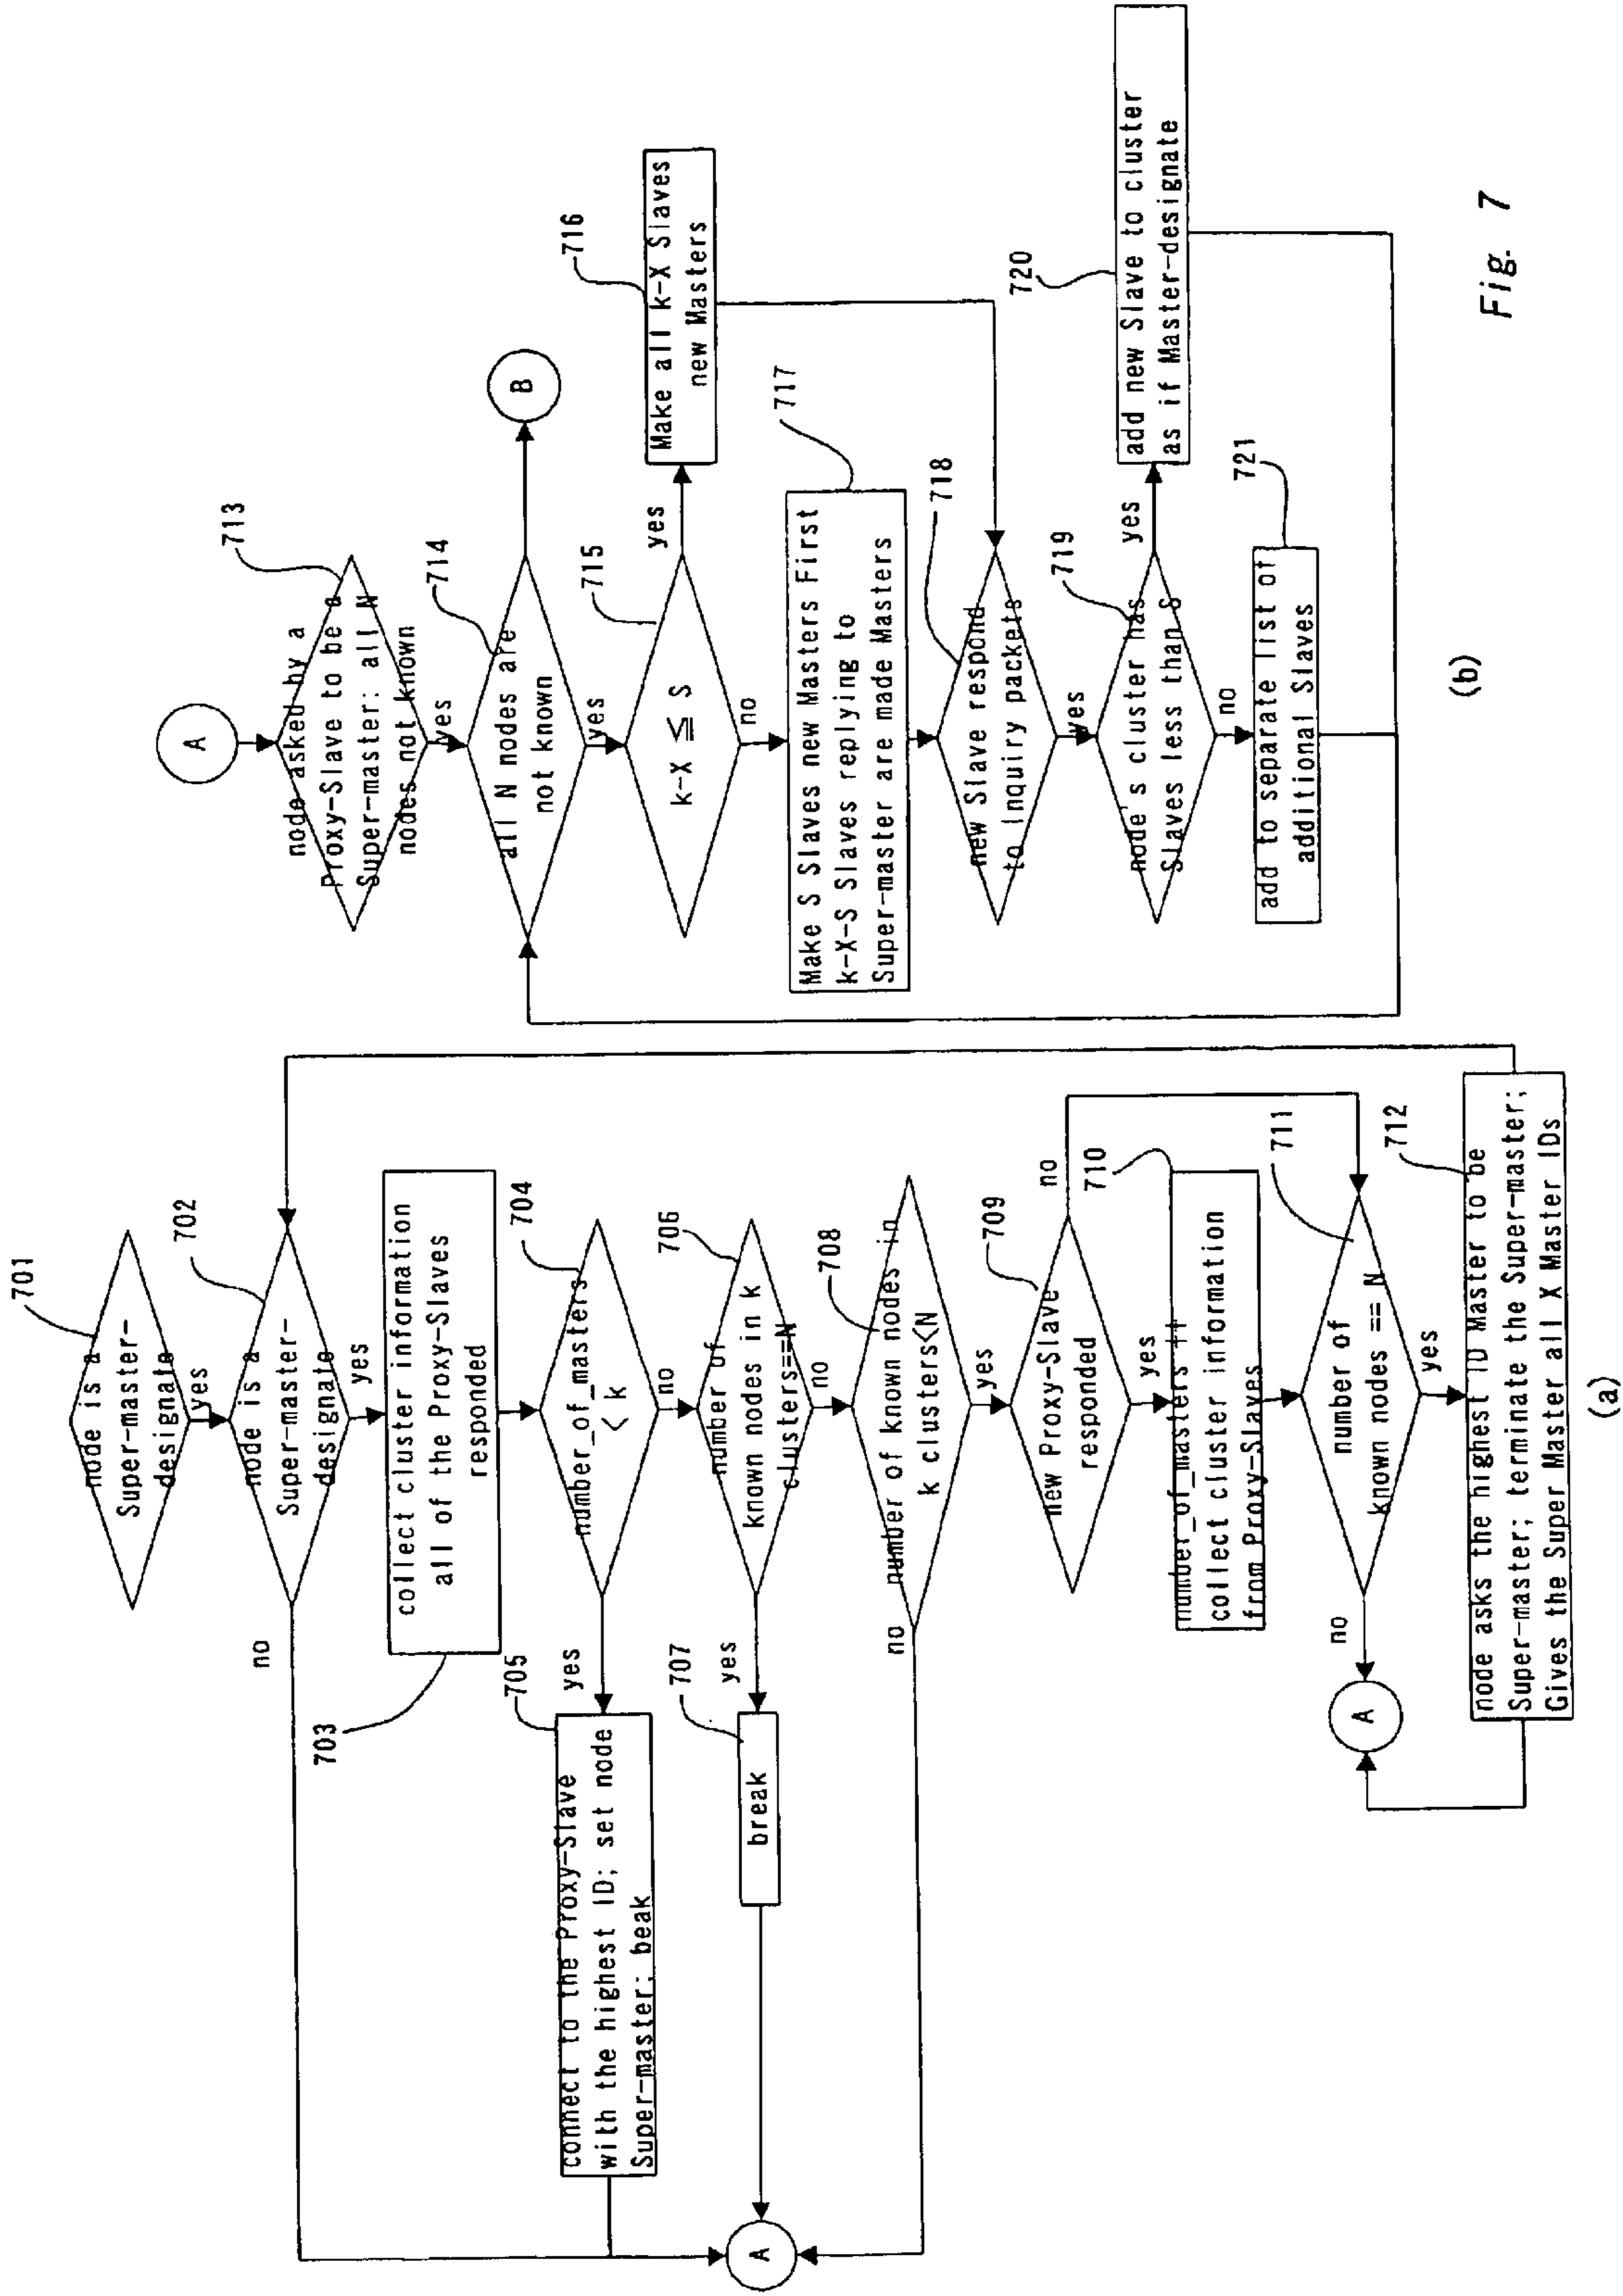 701
node is a
Super-master-
designate
yes
702
node is a
Super-master-
designate
no
yes
collect cluster information
all of the Proxy-Slaves
responded
703
704
number_of_masters
< k
yes
no
705
connect to the Proxy-Slave
with the highest ID; set node
Super-master; beak
706
number of
known nodes in k
clusters==N
yes
no
707
break
708
number of known nodes in
k clusters<N
no
yes
A
709
new Proxy-Slave
responded
no
yes
710
number_of_masters ++
collect cluster information
from Proxy-Slaves
711
number of
known nodes == N
no
yes
A
712
node asks the highest ID Master to be
Super-master; terminate the Super-master;
Gives the Super Master all X Master IDs
(a)
A
713
node asked by a
Proxy-Slave to be a
Super-master: all N
nodes not known
yes
714
all N nodes are
not known
yes
B
715
k-X ≦ S
yes
no
716
Make all k-X Slaves
new Masters
717
Make S Slaves new Masters First
k-X-S Slaves replying to
Super-master are made Masters
718
new Slave respond
to Inquiry packets
yes
719
node's cluster has
Slaves less than S
yes
no
720
add new Slave to cluster
as if Master-designate
721
add to separate list of
additional Slaves
(b)
Fig. 7